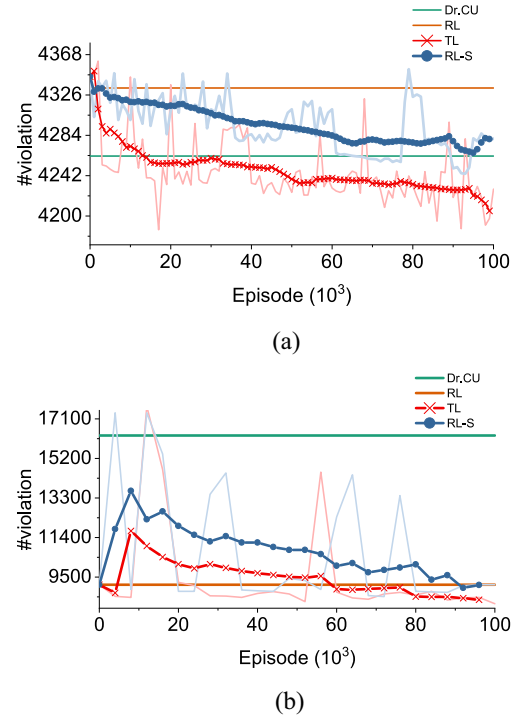 Dr.CU
RL
TL
RL-S
4368
4326
4284
4242
4200
#violation
0 20 40 60 80 100
Episode (10³)
(a)
Dr.CU
RL
TL
RL-S
17100
15200
13300
11400
9500
#violation
0 20 40 60 80 100
Episode (10³)
(b)